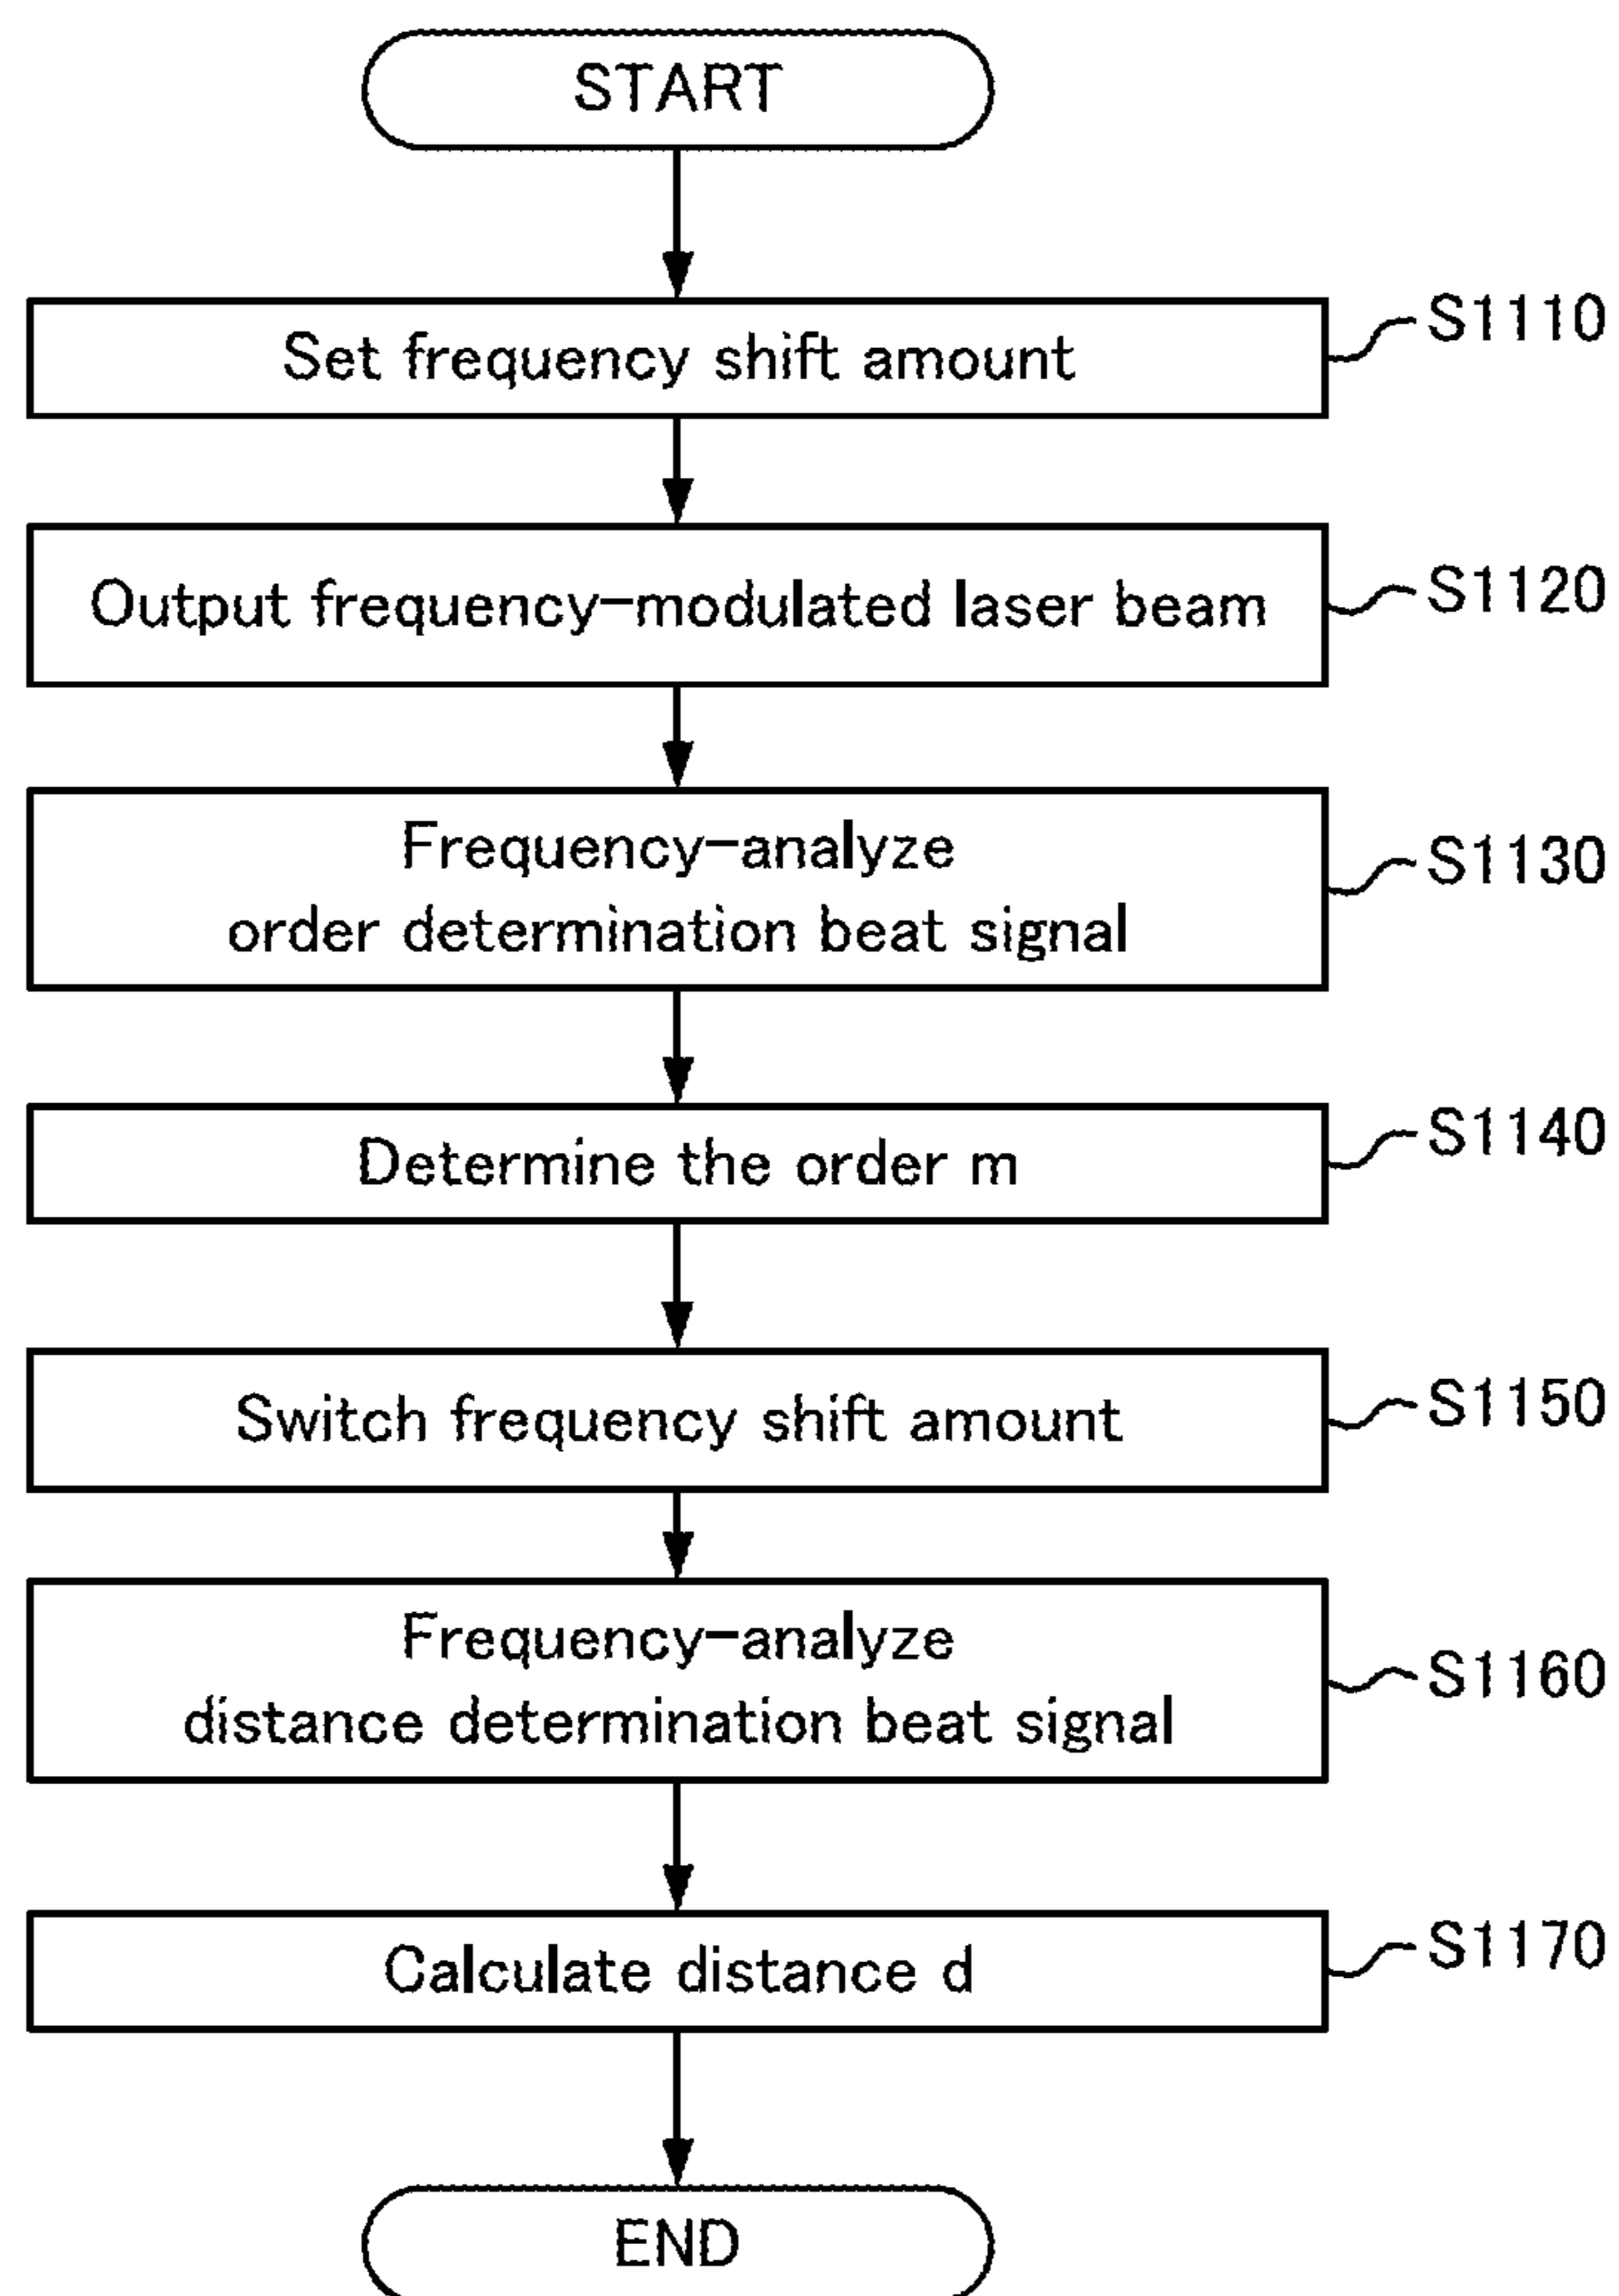 START
Set frequency shift amount
S1110
Output frequency-modulated laser beam
S1120
Frequency-analyze
order determination beat signal
S1130
Determine the order m
S1140
Switch frequency shift amount
S1150
Frequency-analyze
distance determination beat signal
S1160
Calculate distance d
S1170
END